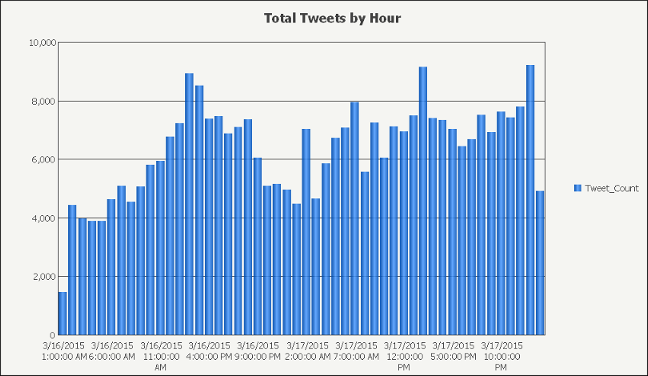 Total Tweets by Hour
10,000
8,000
6,000
4,000
2,000
0
Tweet_Count
3/16/2015 3/16/2015 3/16/2015 3/16/2015 3/16/2015 3/17/2015 3/17/2015 3/17/2015 3/17/2015 3/17/2015
1:00:00 AM 6:00:00 AM 11:00:00 4:00:00 PM 9:00:00 PM 2:00:00 AM 7:00:00 AM 12:00:00 5:00:00 PM 10:00:00
AM PM PM